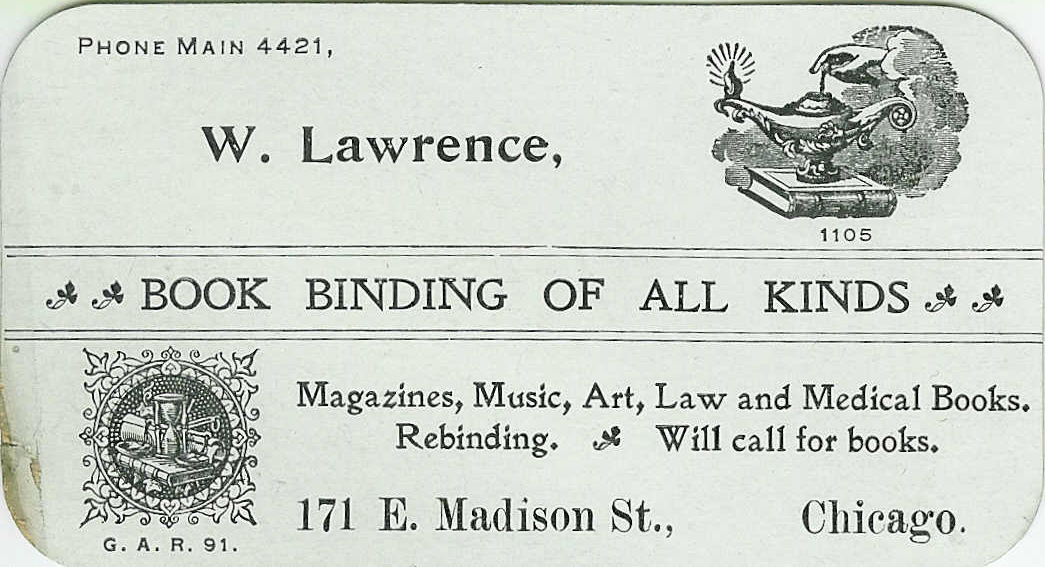 PHONE MAIN 4421,
W. Lawrence,
1105
BOOK BINDING OF ALL KINDS
Magazines, Music, Art, Law and Medical Books.
Rebinding. Will call for books.
171 E. Madison St., Chicago.
G. A. R. 91.